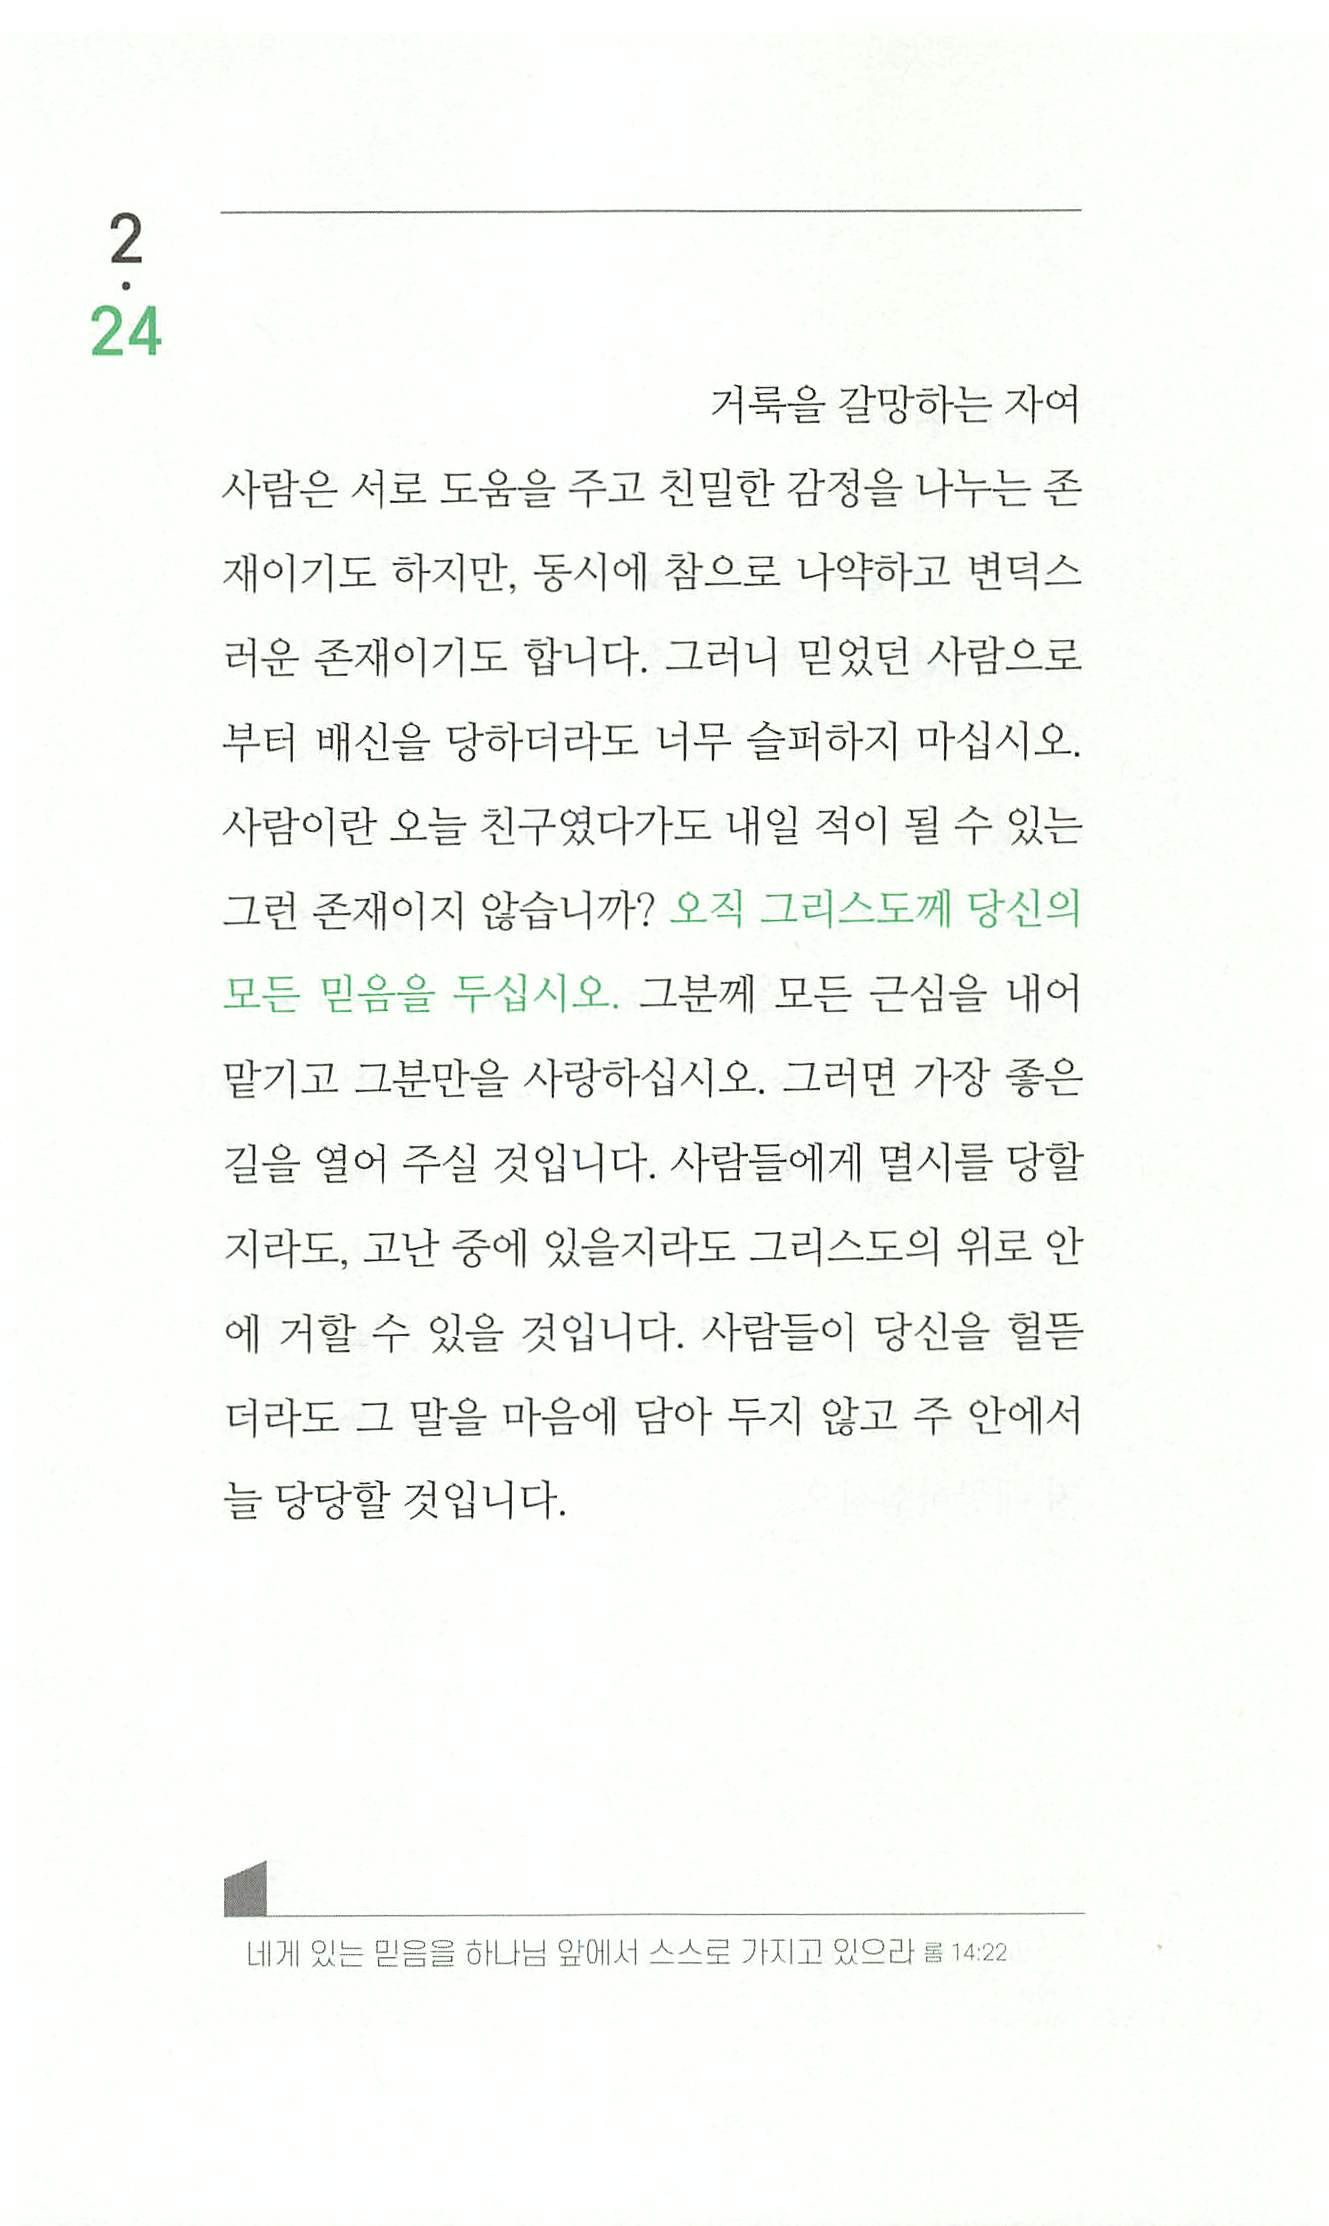 2
·
24
거룩을 갈망하는 자여
사람은 서로 도움을 주고 친밀한 감정을 나누는 존
재이기도 하지만, 동시에 참으로 나약하고 변덕스
러운 존재이기도 합니다. 그러니 믿었던 사람으로
부터 배신을 당하더라도 너무 슬퍼하지 마십시오.
사람이란 오늘 친구였다가도 내일 적이 될 수 있는
그런 존재이지 않습니까? 오직 그리스도께 당신의
모든 믿음을 두십시오. 그분께 모든 근심을 내어
맡기고 그분만을 사랑하십시오. 그러면 가장 좋은
길을 열어 주실 것입니다. 사람들에게 멸시를 당할
지라도, 고난 중에 있을지라도 그리스도의 위로 안
에 거할 수 있을 것입니다. 사람들이 당신을 헐뜯
더라도 그 말을 마음에 담아 두지 않고 주 안에서
늘 당당할 것입니다.
네게 있는 믿음을 하나님 앞에서 스스로 가지고 있으라 롬 14:22